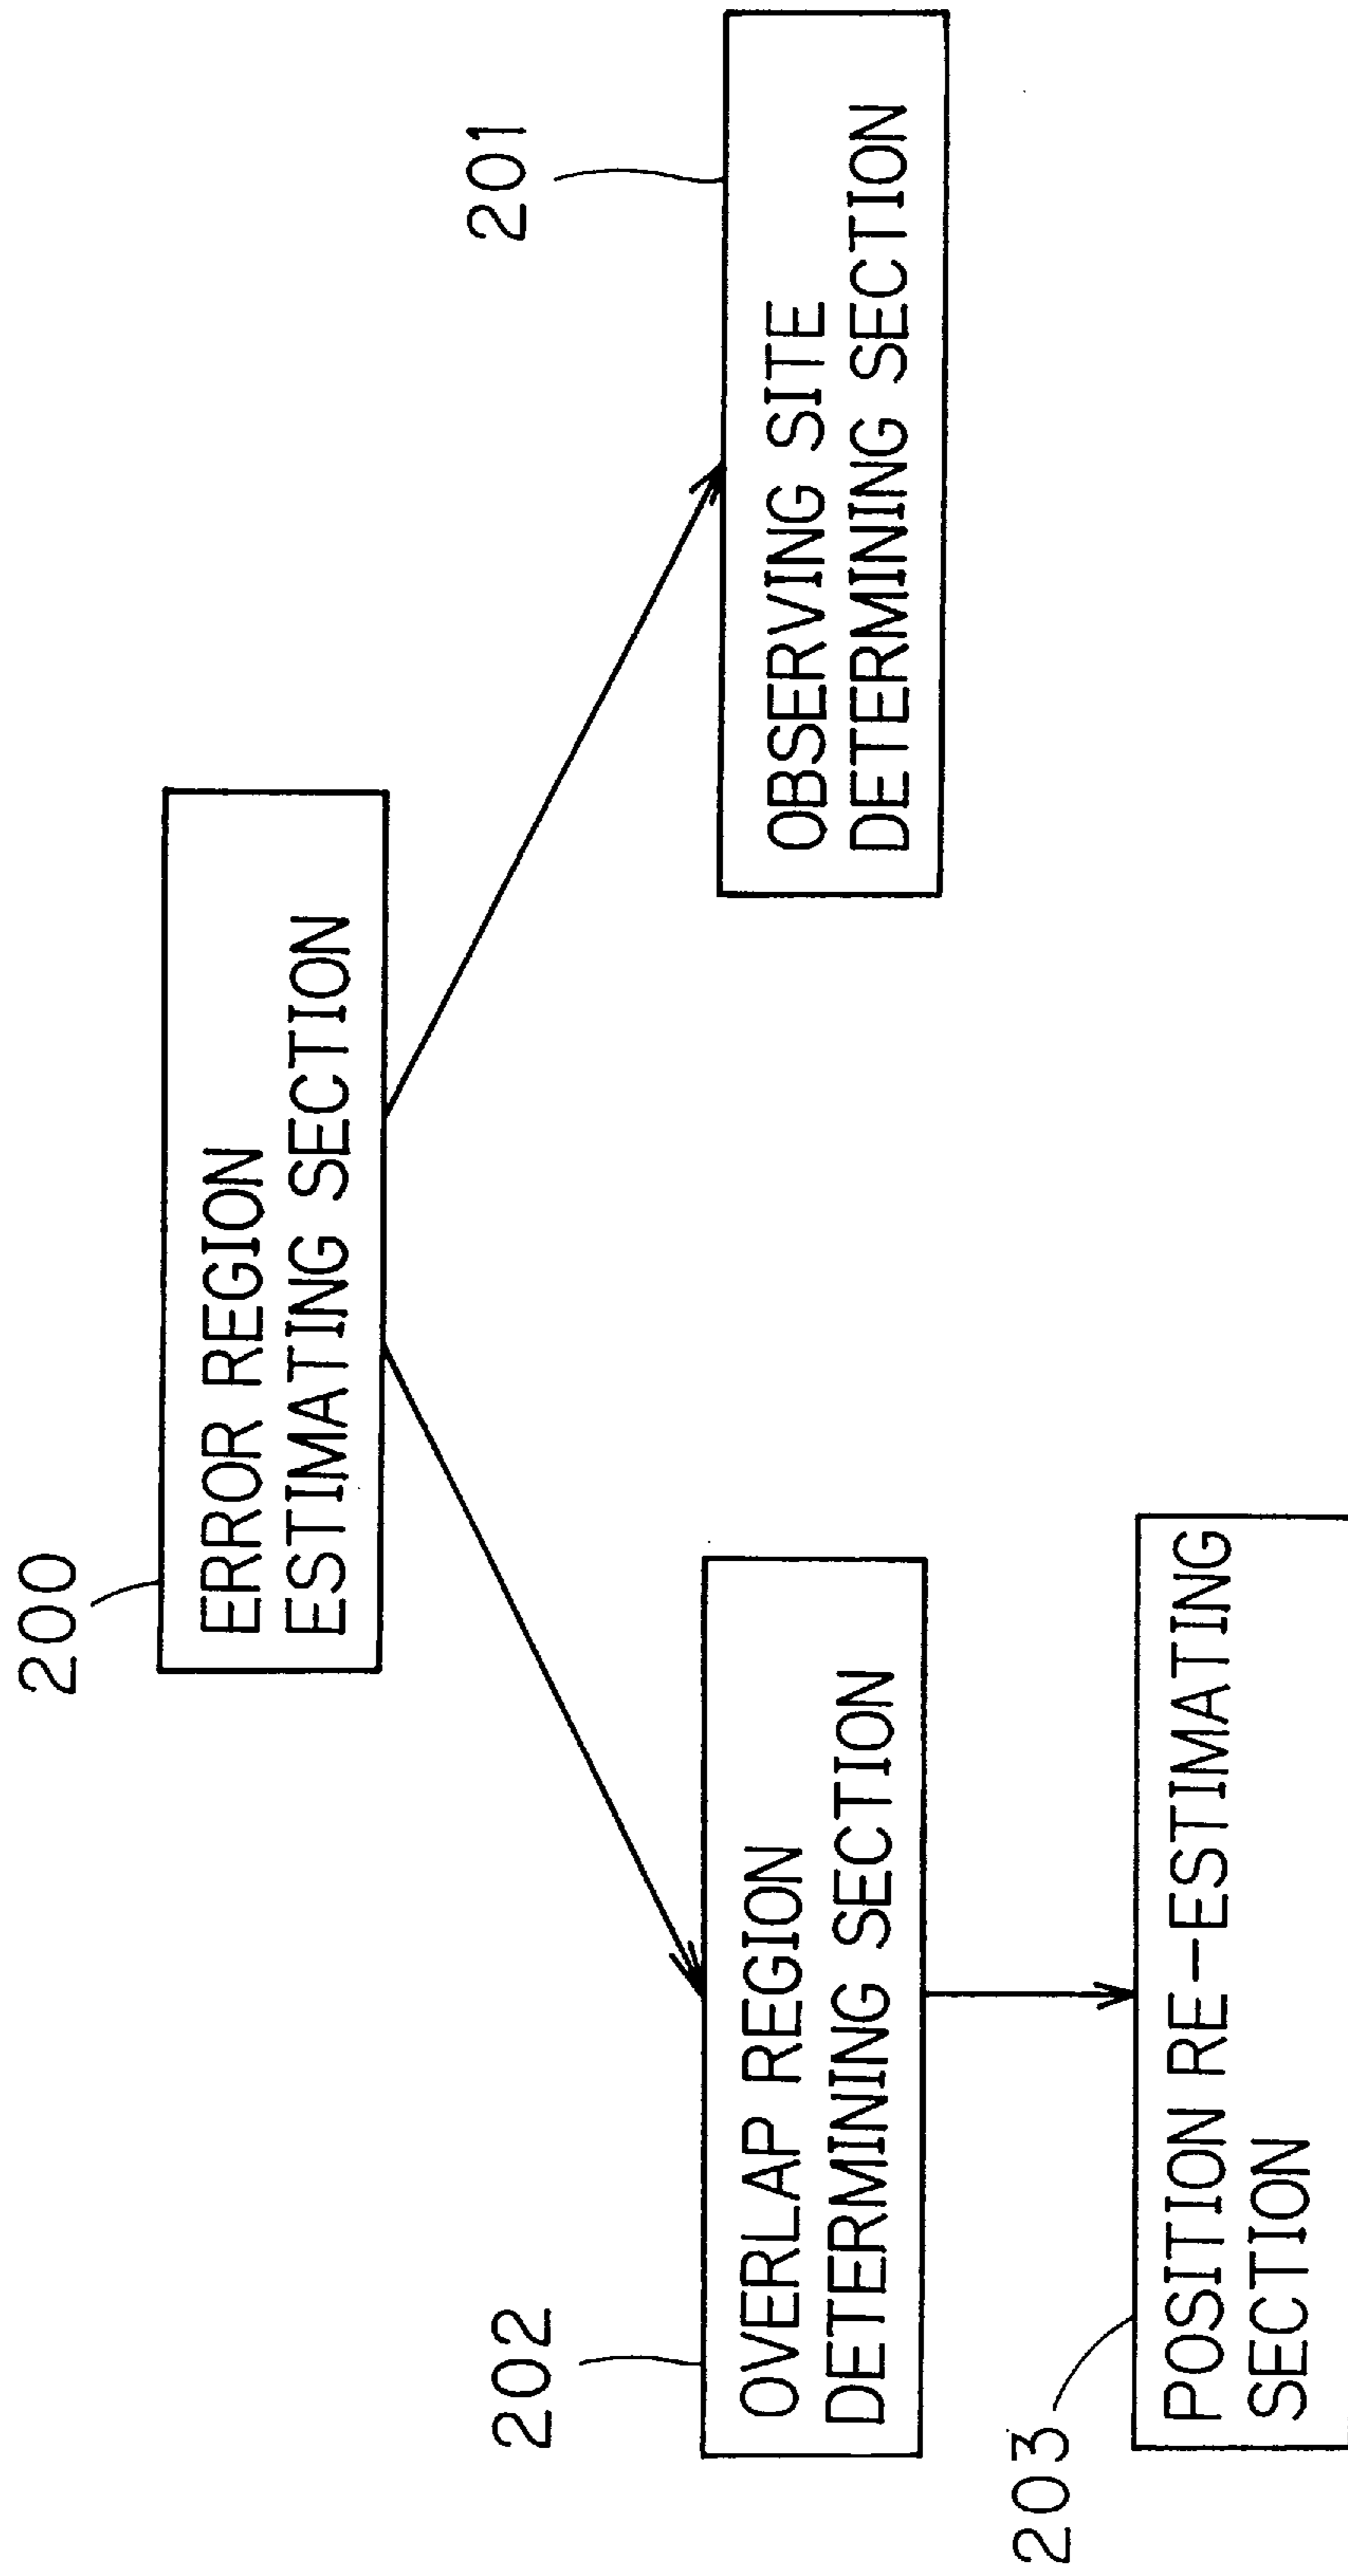 200
ERROR REGION
ESTIMATING SECTION
201
OBSERVING SITE
DETERMINING SECTION
202
OVERLAP REGION
DETERMINING SECTION
203
POSITION RE-ESTIMATING
SECTION